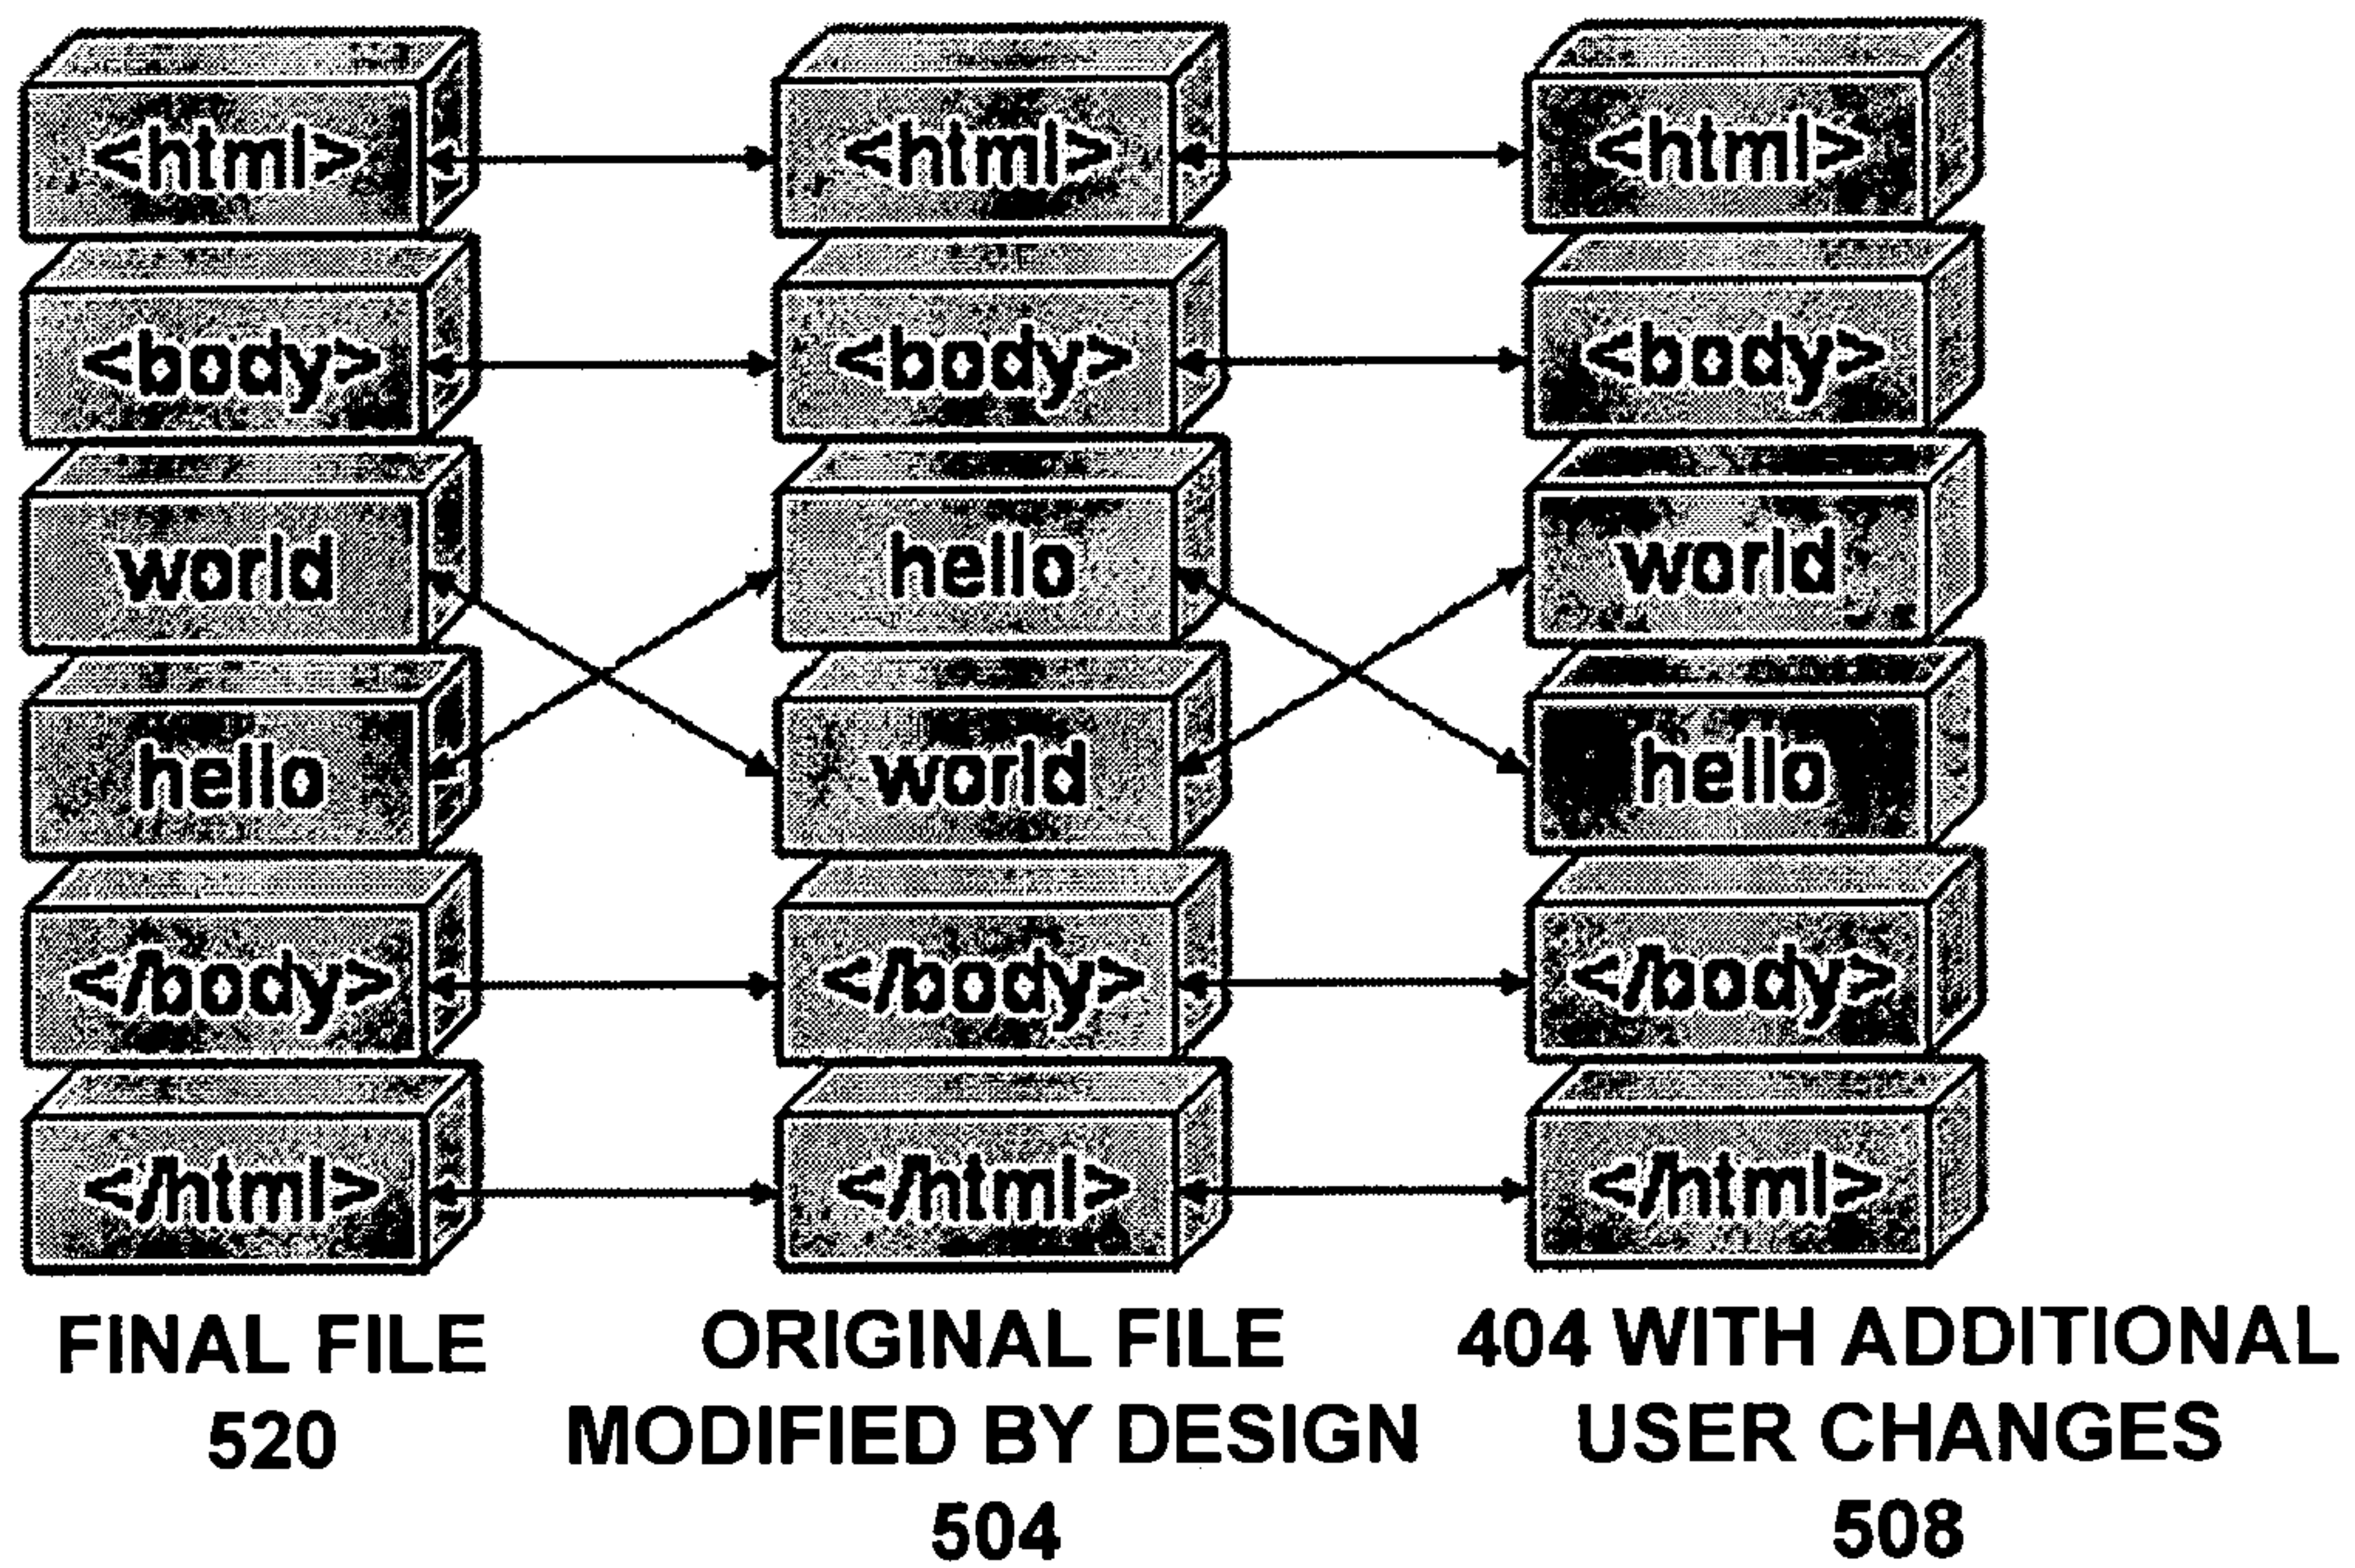 <html>
<html>
<html>
<body>
<body>
<body>
world
hello
world
hello
world
hello
</body>
</body>
</body>
</html>
</html>
</html>
FINAL FILE
520
ORIGINAL FILE
MODIFIED BY DESIGN
504
404 WITH ADDITIONAL
USER CHANGES
508